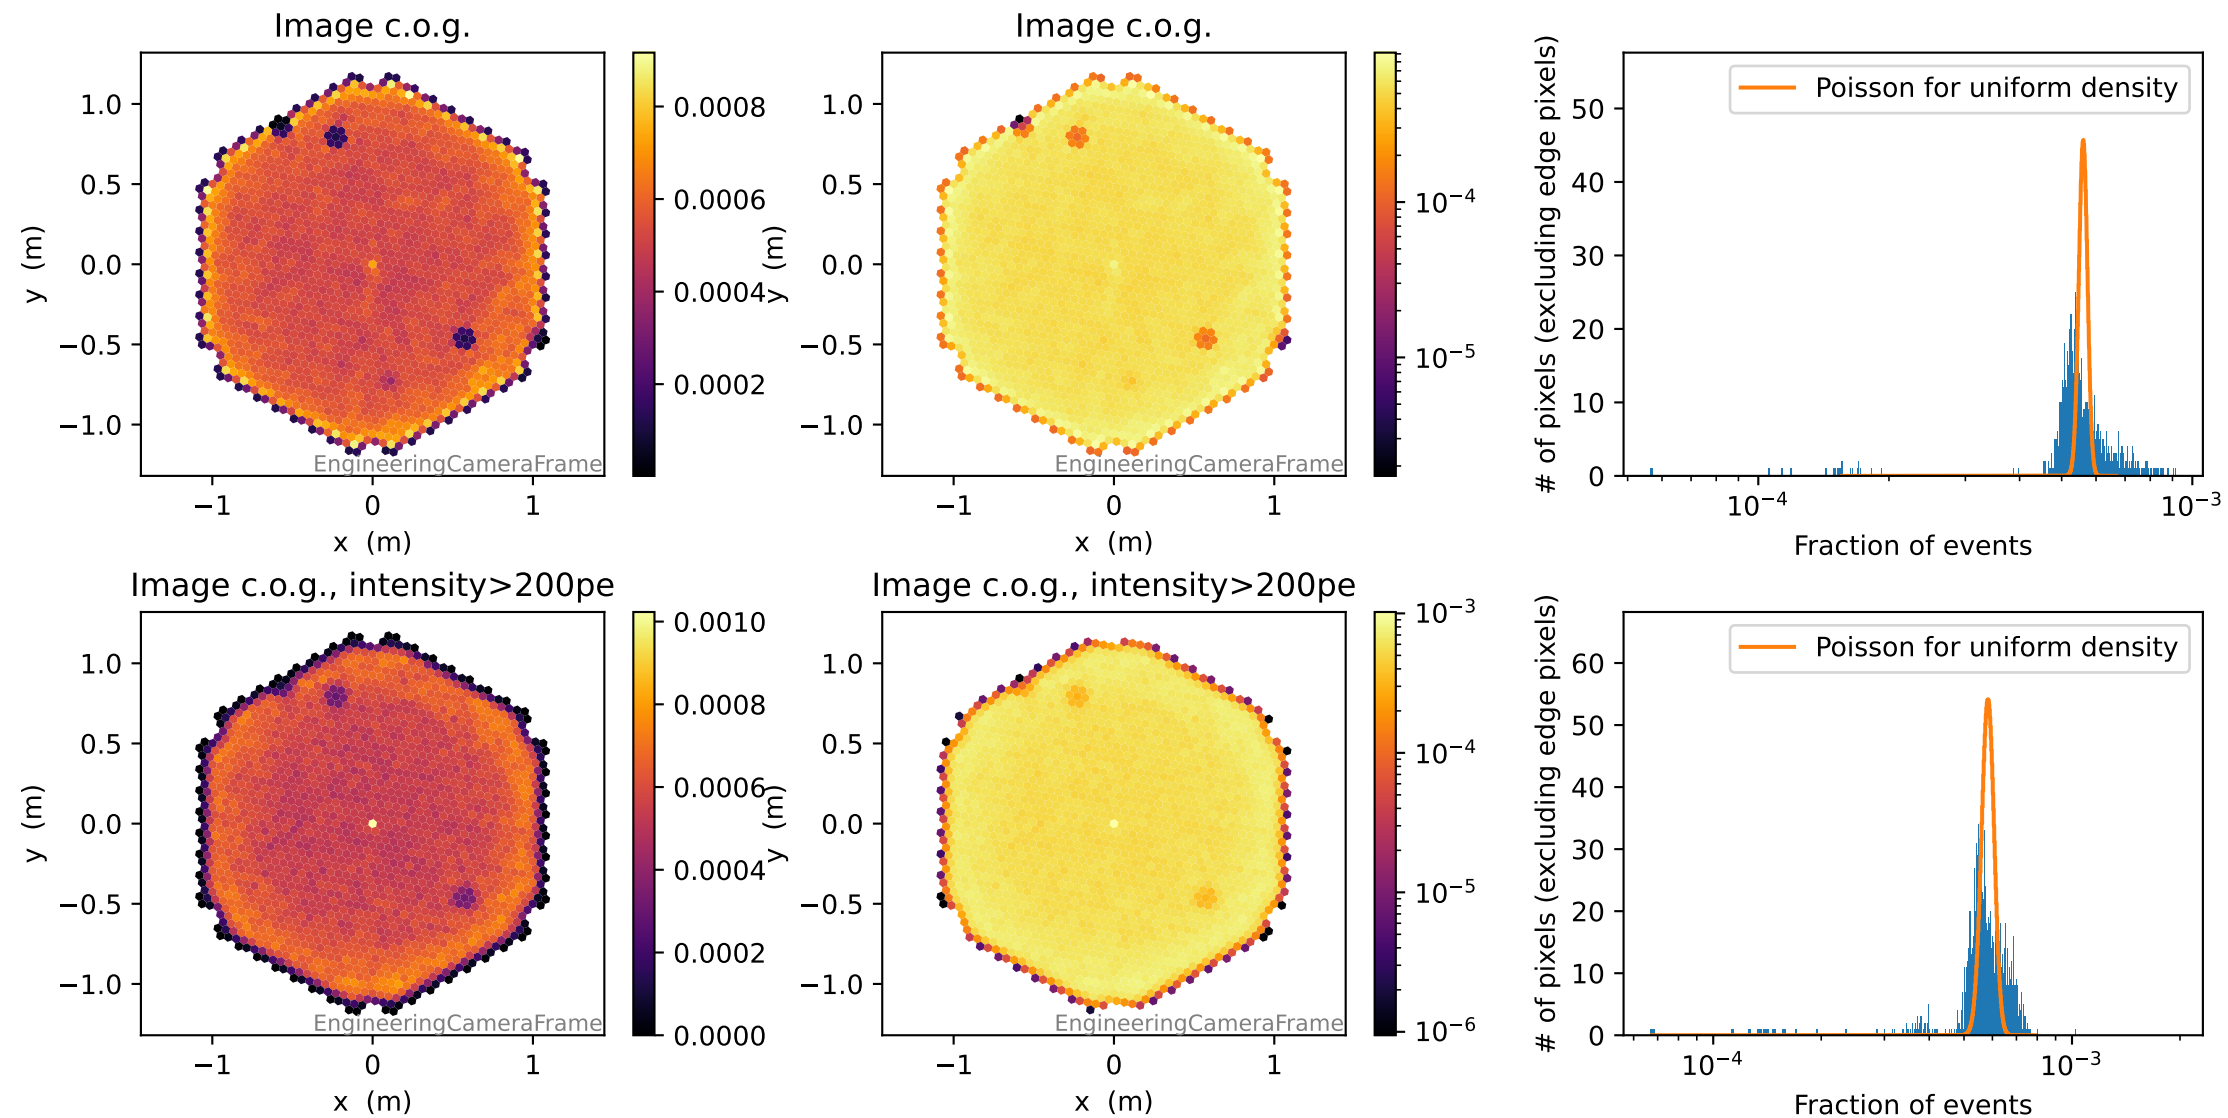 Image c.o.g.
1.0
0.5
0.0
−0.5
−1.0
y (m)
EngineeringCameraFrame
−1
0
1
x (m)
0.0008
0.0006
0.0004
0.0002
Image c.o.g.
1.0
0.5
0.0
−0.5
−1.0
y (m)
EngineeringCameraFrame
−1
0
1
x (m)
10⁻⁴
10⁻⁵
# of pixels (excluding edge pixels)
50
40
30
20
10
0
Poisson for uniform density
10⁻⁴
10⁻³
Fraction of events
Image c.o.g., intensity>200pe
1.0
0.5
0.0
−0.5
−1.0
y (m)
EngineeringCameraFrame
−1
0
1
x (m)
0.0010
0.0008
0.0006
0.0004
0.0002
0.0000
Image c.o.g., intensity>200pe
1.0
0.5
0.0
−0.5
−1.0
y (m)
EngineeringCameraFrame
−1
0
1
x (m)
10⁻³
10⁻⁴
10⁻⁵
10⁻⁶
# of pixels (excluding edge pixels)
60
50
40
30
20
10
0
Poisson for uniform density
10⁻⁴
10⁻³
Fraction of events